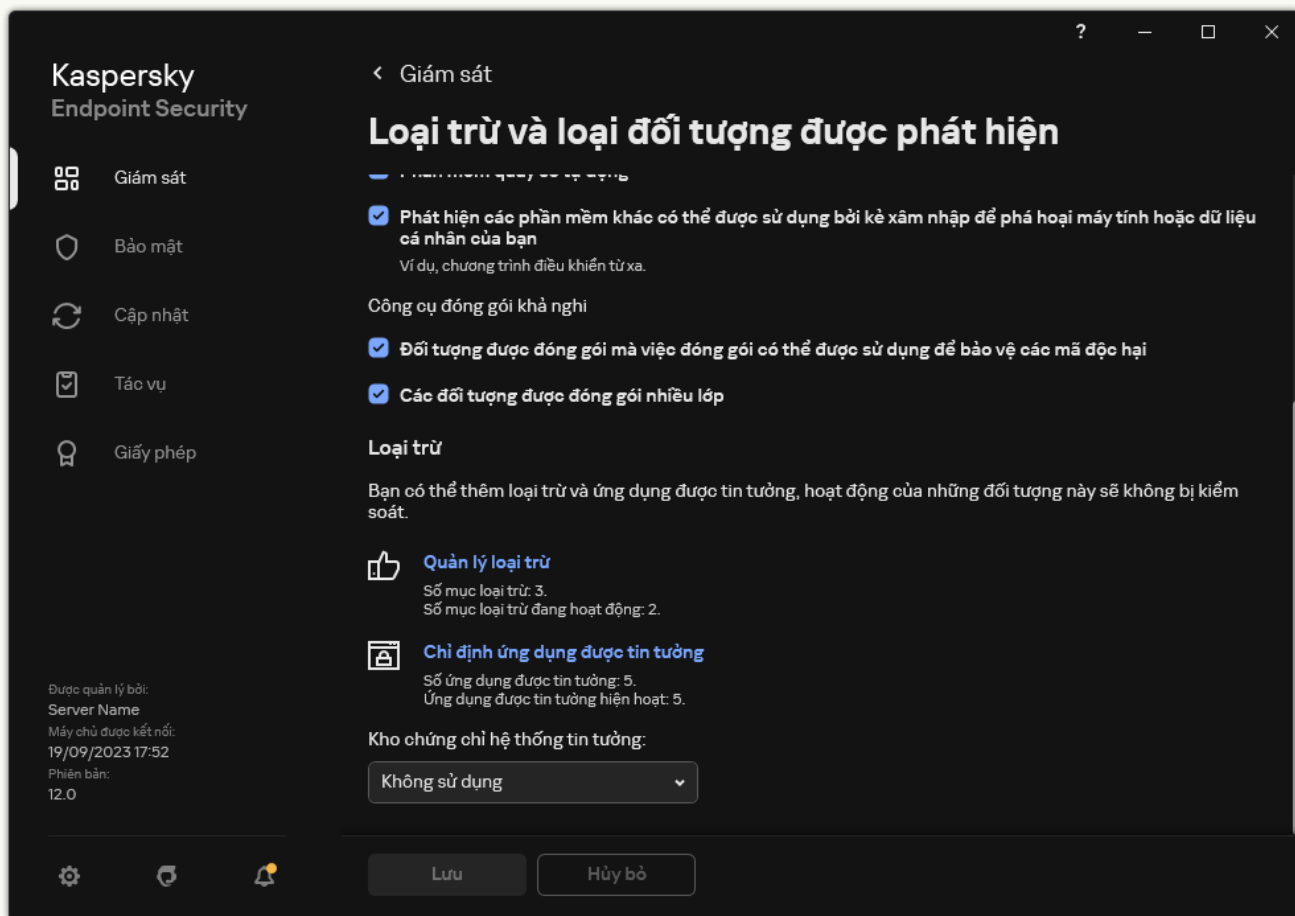 ?
Kaspersky
Endpoint Security
Giám sát
Bảo mật
Cập nhật
Tác vụ
Giấy phép
Được quản lý bởi:
Server Name
Máy chủ được kết nối:
19/09/2023 17:52
Phiên bản:
12.0
Giám sát
Loại trừ và loại đối tượng được phát hiện
Phần mềm quay số tự động
Phát hiện các phần mềm khác có thể được sử dụng bởi kẻ xâm nhập để phá hoại máy tính hoặc dữ liệu
cá nhân của bạn
Ví dụ, chương trình điều khiển từ xa.
Công cụ đóng gói khả nghi
Đối tượng được đóng gói mà việc đóng gói có thể được sử dụng để bảo vệ các mã độc hại
Các đối tượng được đóng gói nhiều lớp
Loại trừ
Bạn có thể thêm loại trừ và ứng dụng được tin tưởng, hoạt động của những đối tượng này sẽ không bị kiểm
soát.
Quản lý loại trừ
Số mục loại trừ: 3.
Số mục loại trừ đang hoạt động: 2.
Chỉ định ứng dụng được tin tưởng
Số ứng dụng được tin tưởng: 5.
Ứng dụng được tin tường hiện hoạt: 5.
Kho chứng chỉ hệ thống tin tưởng:
Không sử dụng
Lưu
Hủy bỏ